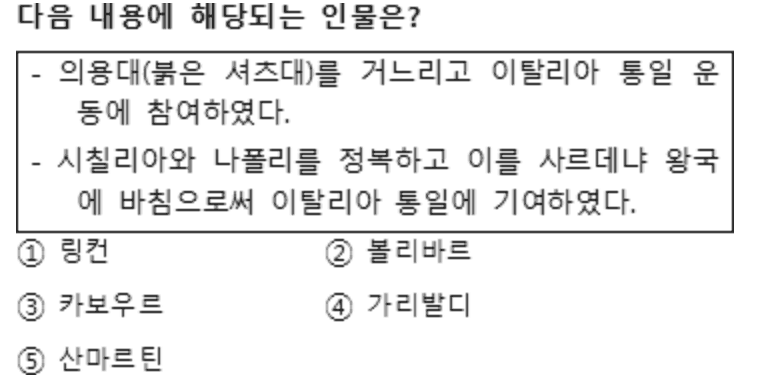 다음 내용에 해당되는 인물은?
- 의용대(붉은 셔츠대)를 거느리고 이탈리아 통일 운
동에 참여하였다.
- 시칠리아와 나폴리를 정복하고 이를 사르데냐 왕국
에 바침으로써 이탈리아 통일에 기여하였다.
① 링컨 ② 볼리바르
③ 카보우르 ④ 가리발디
⑤ 산마르틴